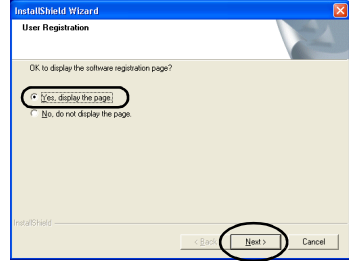 InstallShield Wizard
User Registration
OK to display the software registration page?
Yes, display the page.
No, do not display the page.
InstallShield
< Back Next > Cancel